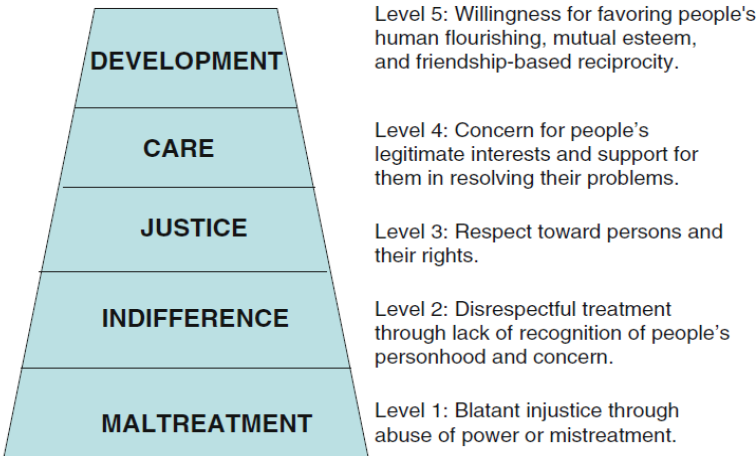 DEVELOPMENT
Level 5: Willingness for favoring people's
human flourishing, mutual esteem,
and friendship-based reciprocity.
CARE
Level 4: Concern for people’s
legitimate interests and support for
them in resolving their problems.
JUSTICE
Level 3: Respect toward persons and
their rights.
INDIFFERENCE
Level 2: Disrespectful treatment
through lack of recognition of people’s
personhood and concern.
MALTREATMENT
Level 1: Blatant injustice through
abuse of power or mistreatment.